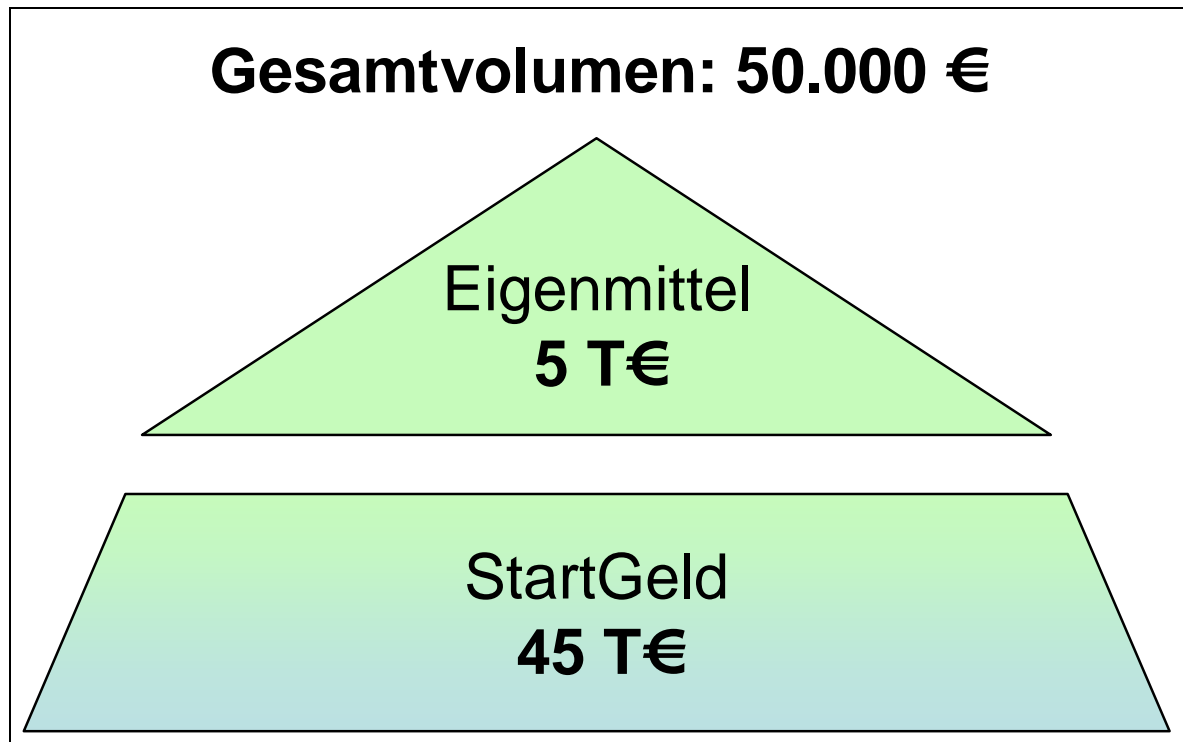 Gesamtvolumen: 50.000 €
Eigenmittel
5 T€
StartGeld
45 T€